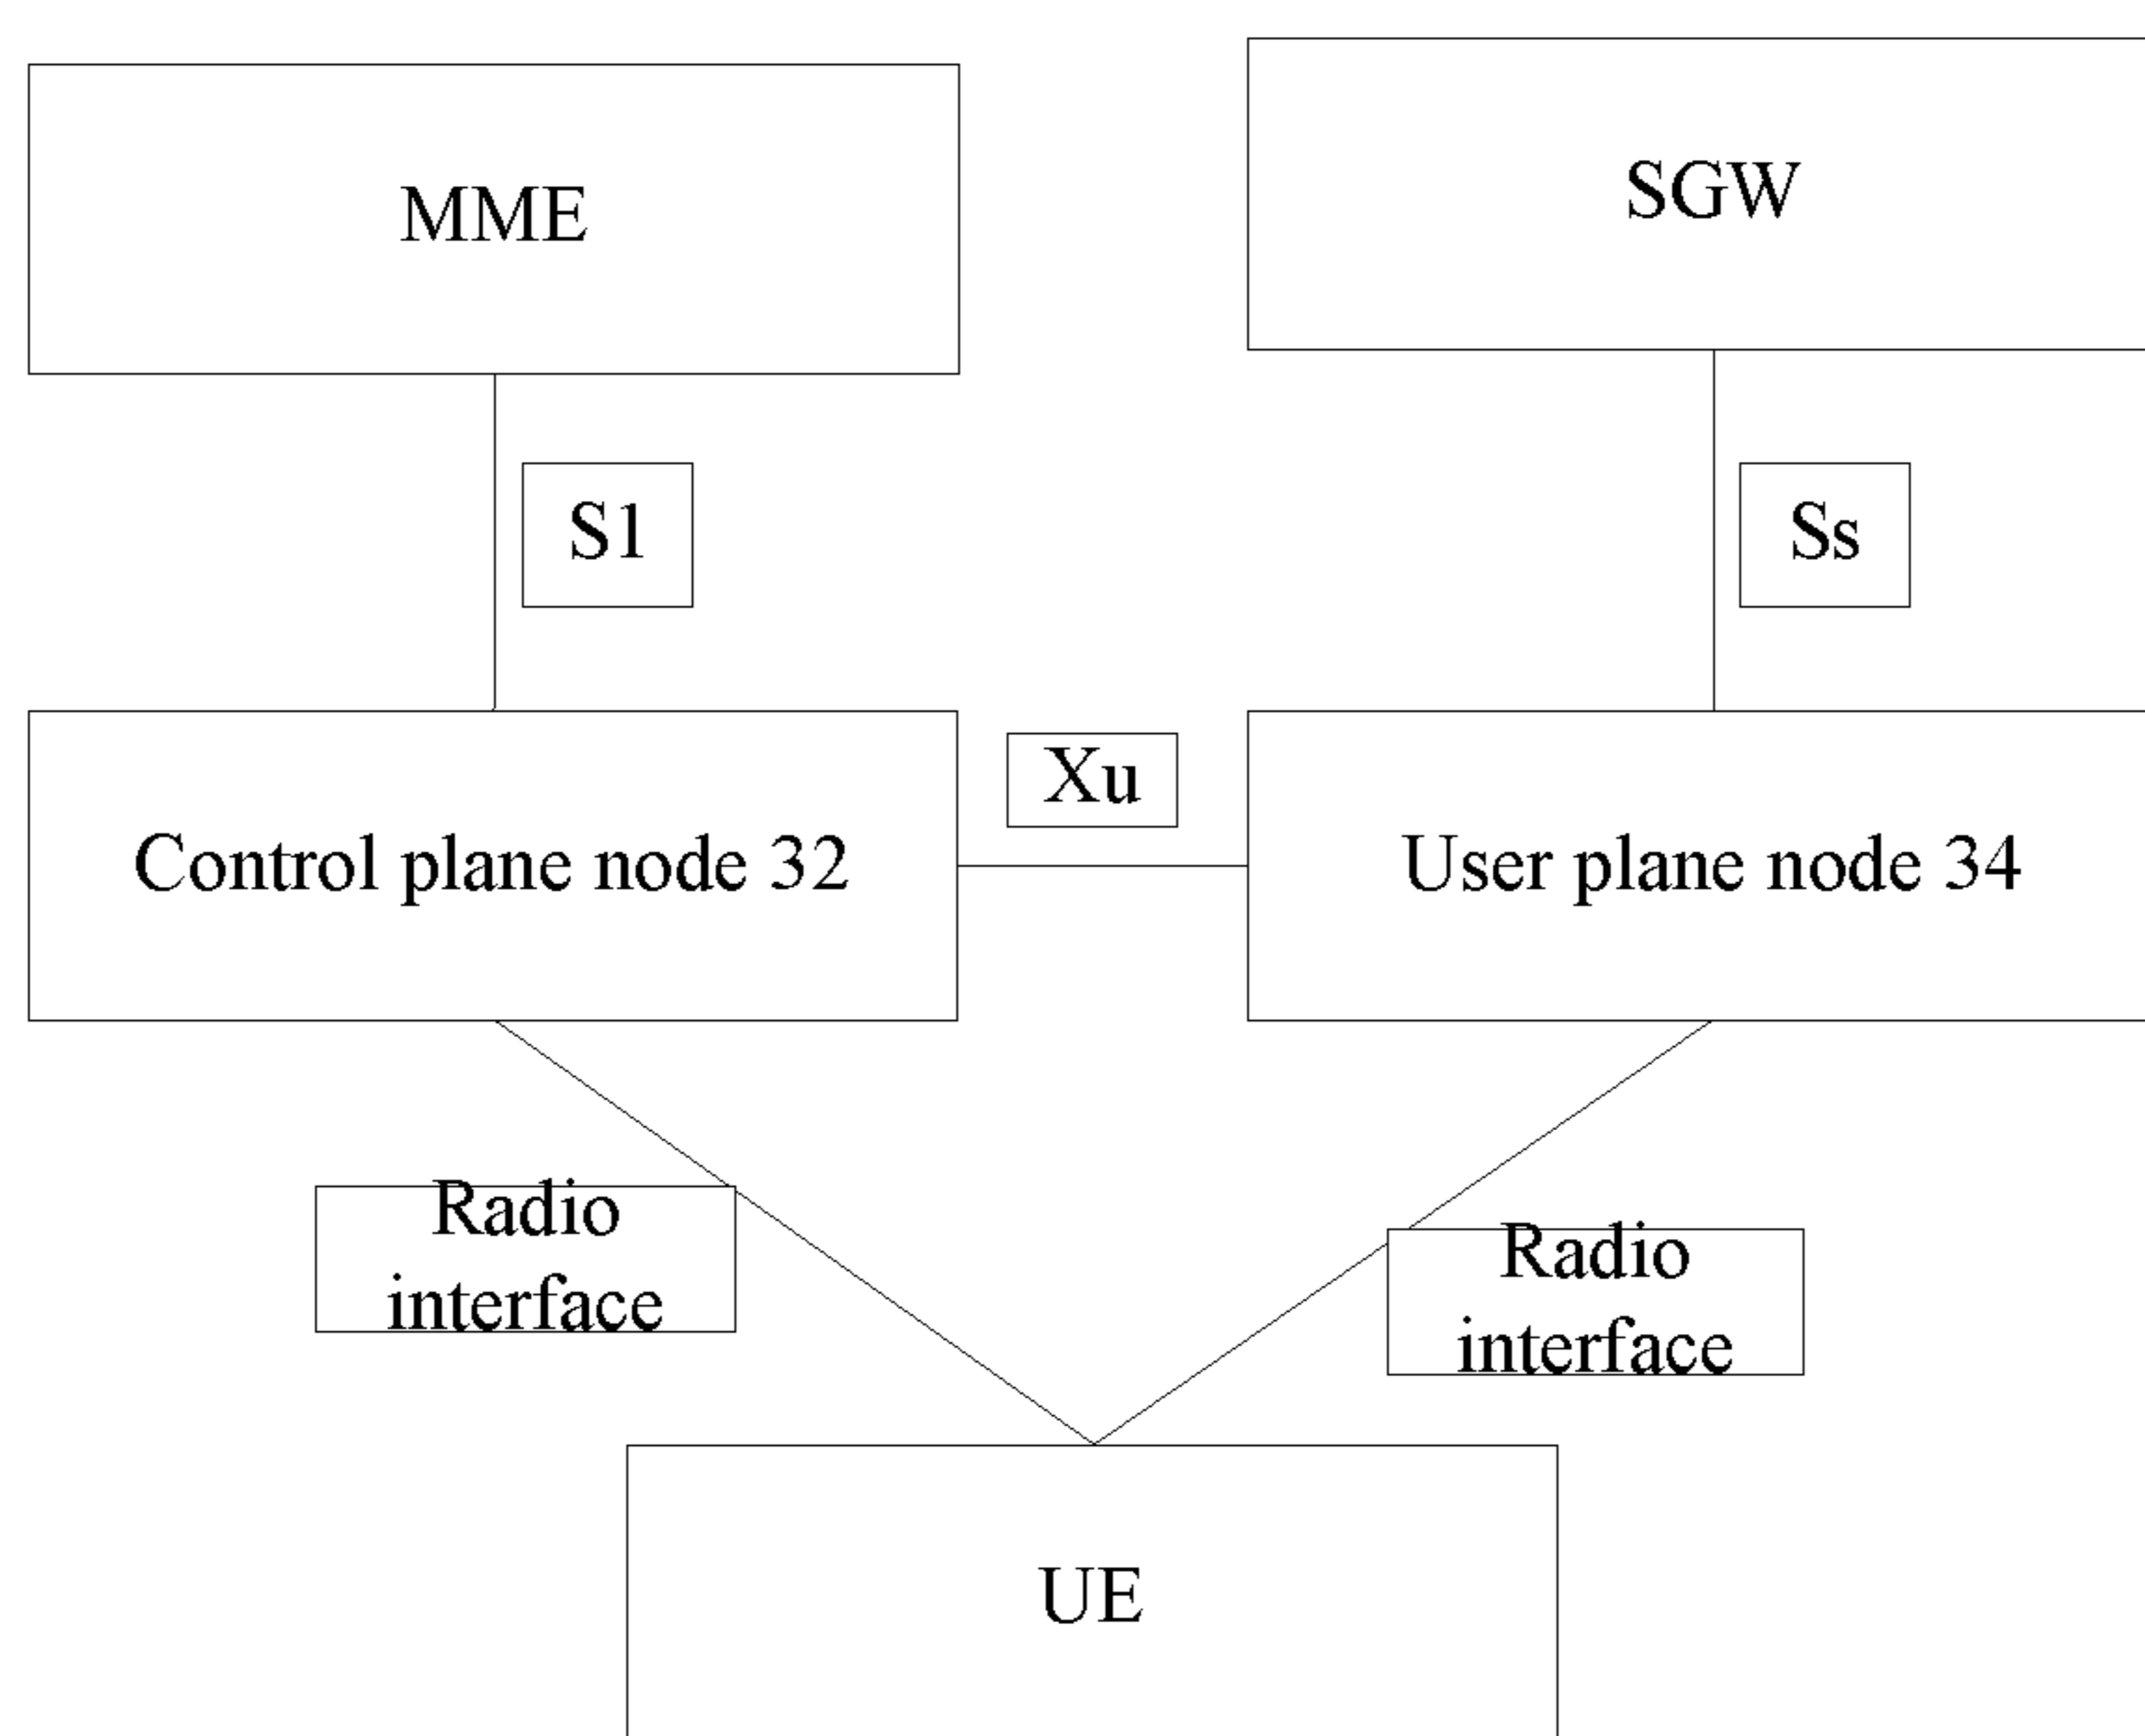 MME
SGW
S1
Ss
Xu
Control plane node 32
User plane node 34
Radio
interface
Radio
interface
UE